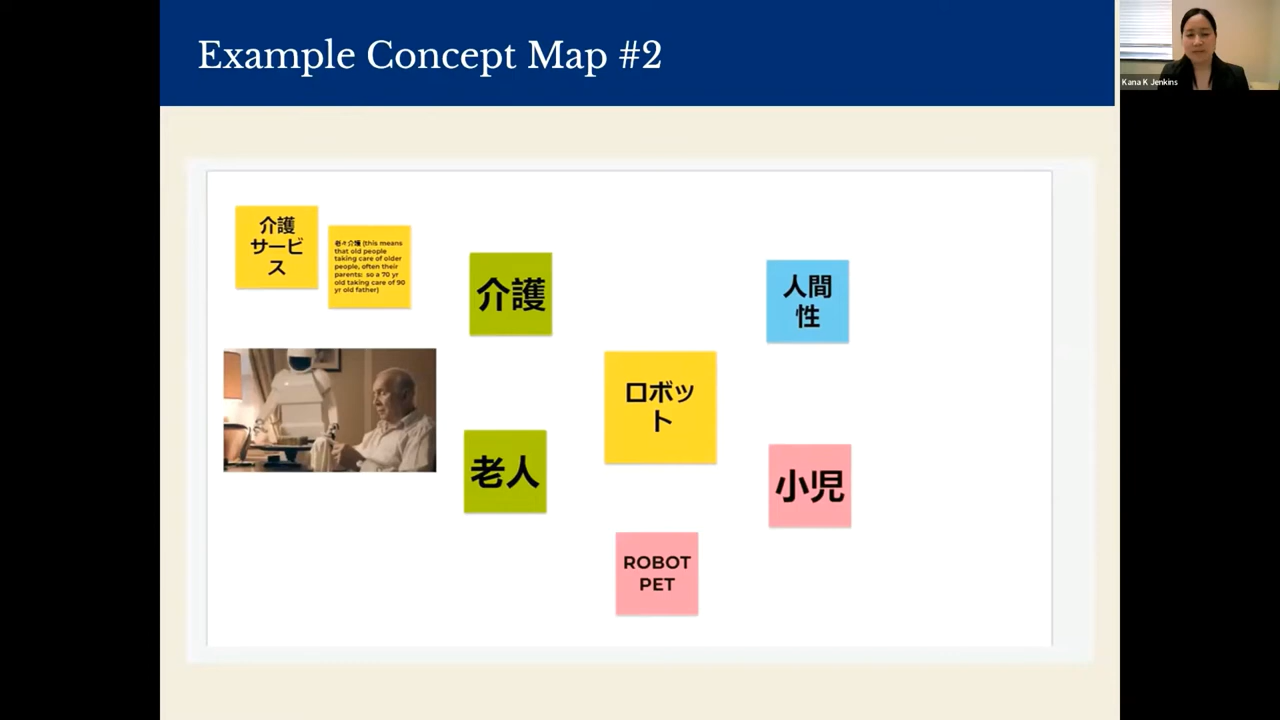 Example Concept Map #2
Kana K Jenkins
介護
サービ
ス
老々介護 (this means
that old people
taking care of older
people, often their
parents: so a 70 yr
old taking care of 90
yr old father)
介護
人間
性
ロボッ
ト
老人
小児
ROBOT
PET